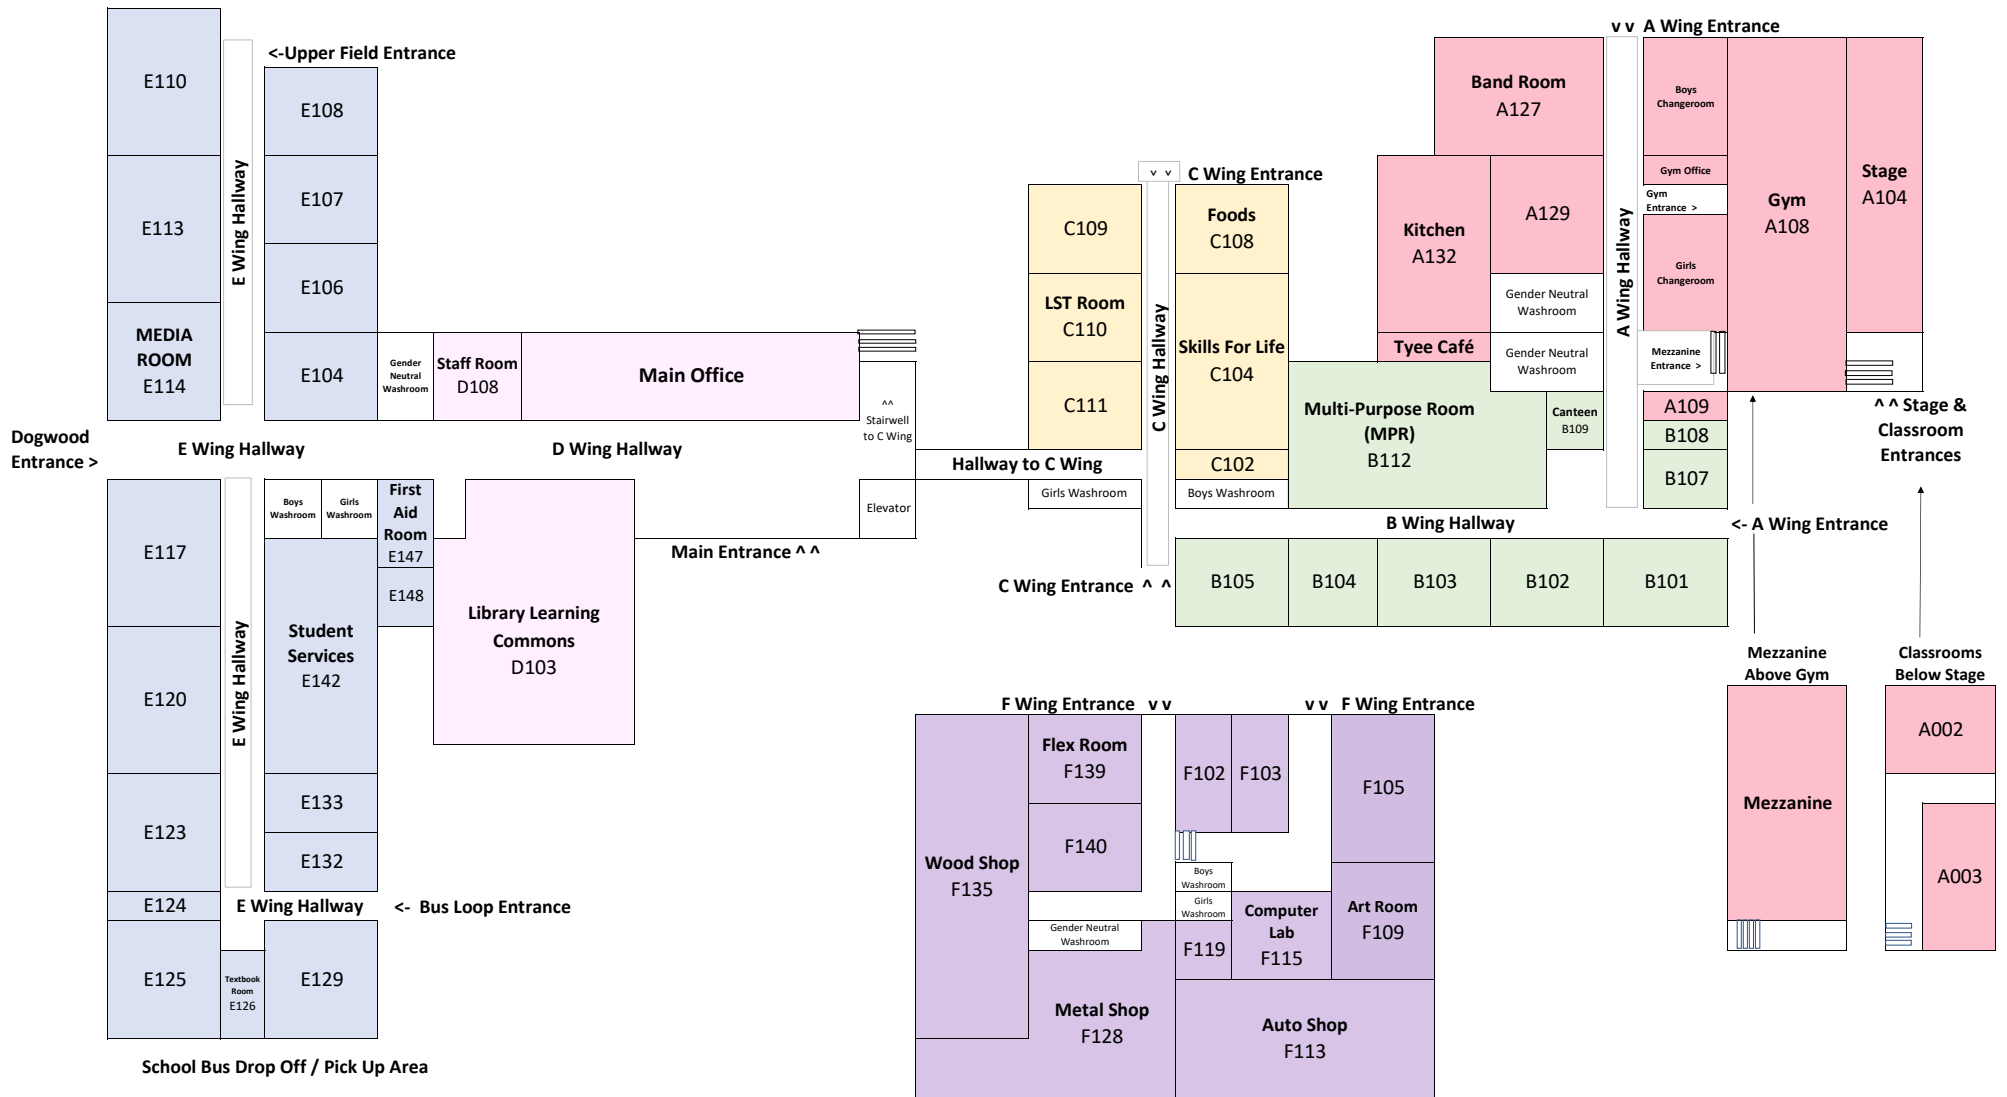 v v  A Wing Entrance
<-Upper Field Entrance
E110
E108
E Wing Hallway
E107
E113
E106
MEDIA
ROOM
E114
E104
Gender
Neutral
Washroom
Staff Room
D108
Main Office
^^
Stairwell
to C Wing
Dogwood
Entrance >
E Wing Hallway
D Wing Hallway
Hallway to C Wing
v v
C Wing Entrance
C109
Foods
C108
LST Room
C110
C Wing Hallway
Skills For Life
C104
C111
C102
Girls Washroom
Boys Washroom
Band Room
A127
Boys
Changeroom
Gym Office
Gym
Entrance >
Gym
A108
Stage
A104
Kitchen
A132
A129
A Wing Hallway
Girls
Changeroom
Gender Neutral
Washroom
Tyee Café
Gender Neutral
Washroom
Mezzanine
Entrance >
Multi-Purpose Room
(MPR)
B112
Canteen
B109
A109
B108
B107
^ ^ Stage &
Classroom
Entrances
B Wing Hallway
<- A Wing Entrance
E117
Boys
Washroom
Girls
Washroom
First
Aid
Room
E147
E148
Elevator
Main Entrance ^ ^
C Wing Entrance ^ ^
B105
B104
B103
B102
B101
E Wing Hallway
Student
Services
E142
Library Learning
Commons
D103
E120
E133
E123
E132
E124
E Wing Hallway
<- Bus Loop Entrance
E125
Textbook
Room
E126
E129
School Bus Drop Off / Pick Up Area
F Wing Entrance  v v
v v  F Wing Entrance
Flex Room
F139
F102
F103
F105
F140
Wood Shop
F135
Boys
Washroom
Girls
Washroom
Computer
Lab
F115
Art Room
F109
Gender Neutral
Washroom
F119
Metal Shop
F128
Auto Shop
F113
Mezzanine
Above Gym
Mezzanine
Classrooms
Below Stage
A002
A003